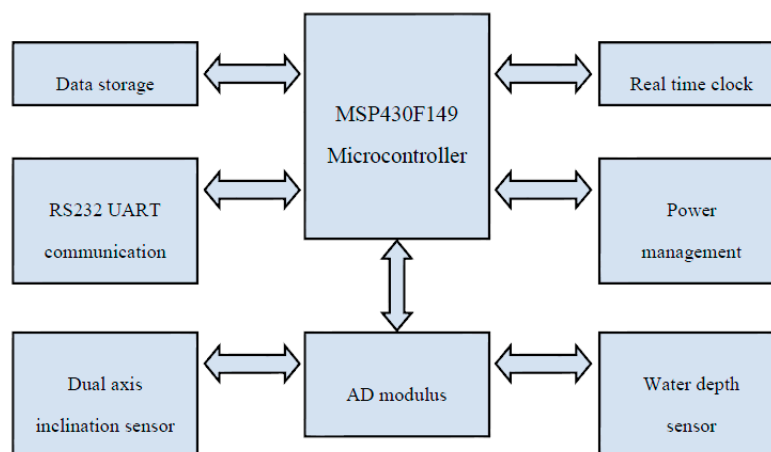 Data storage
MSP430F149
Microcontroller
Real time clock
RS232 UART
communication
Power
management
Dual axis
inclination sensor
AD modulus
Water depth
sensor